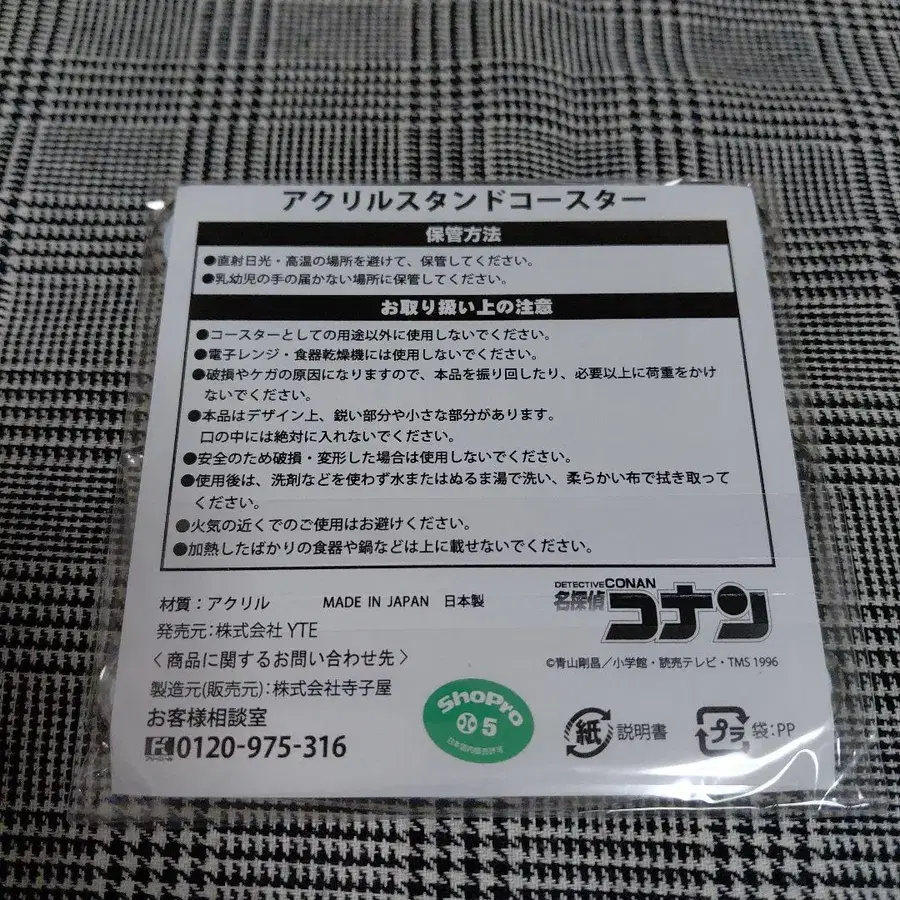 アクリルスタンドコースター
保管方法
●直射日光・高温の場所を避けて、保管してください。
●乳幼児の手の届かない場所に保管してください。
お取り扱い上の注意
●コースターとしての用途以外に使用しないでください。
●電子レンジ・食器乾燥機には使用しないでください。
●破損やケガの原因になりますので、本品を振り回したり、必要以上に荷重をかけ
ないでください。
●本品はデザイン上、鋭い部分や小さな部分があります。
口の中には絶対に入れないでください。
●安全のため破損・変形した場合は使用しないでください。
●使用後は、洗剤などを使わず水またはぬるま湯で洗い、柔らかい布で拭き取って
ください。
●火気の近くでのご使用はお避けください。
●加熱したばかりの食器や鍋などは上に載せないでください。
材質：アクリル MADE IN JAPAN 日本製
発売元：株式会社 YTE
〈 商品に関するお問い合わせ先 〉
製造元(販売元)：株式会社寺子屋
お客様相談室
0120-975-316
DETECTIVE CONAN
名探偵コナン
©青山剛昌／小学館・読売テレビ・TMS 1996
ShoPro
5
日本国内販売許可
紙 説明書
プラ 袋：PP